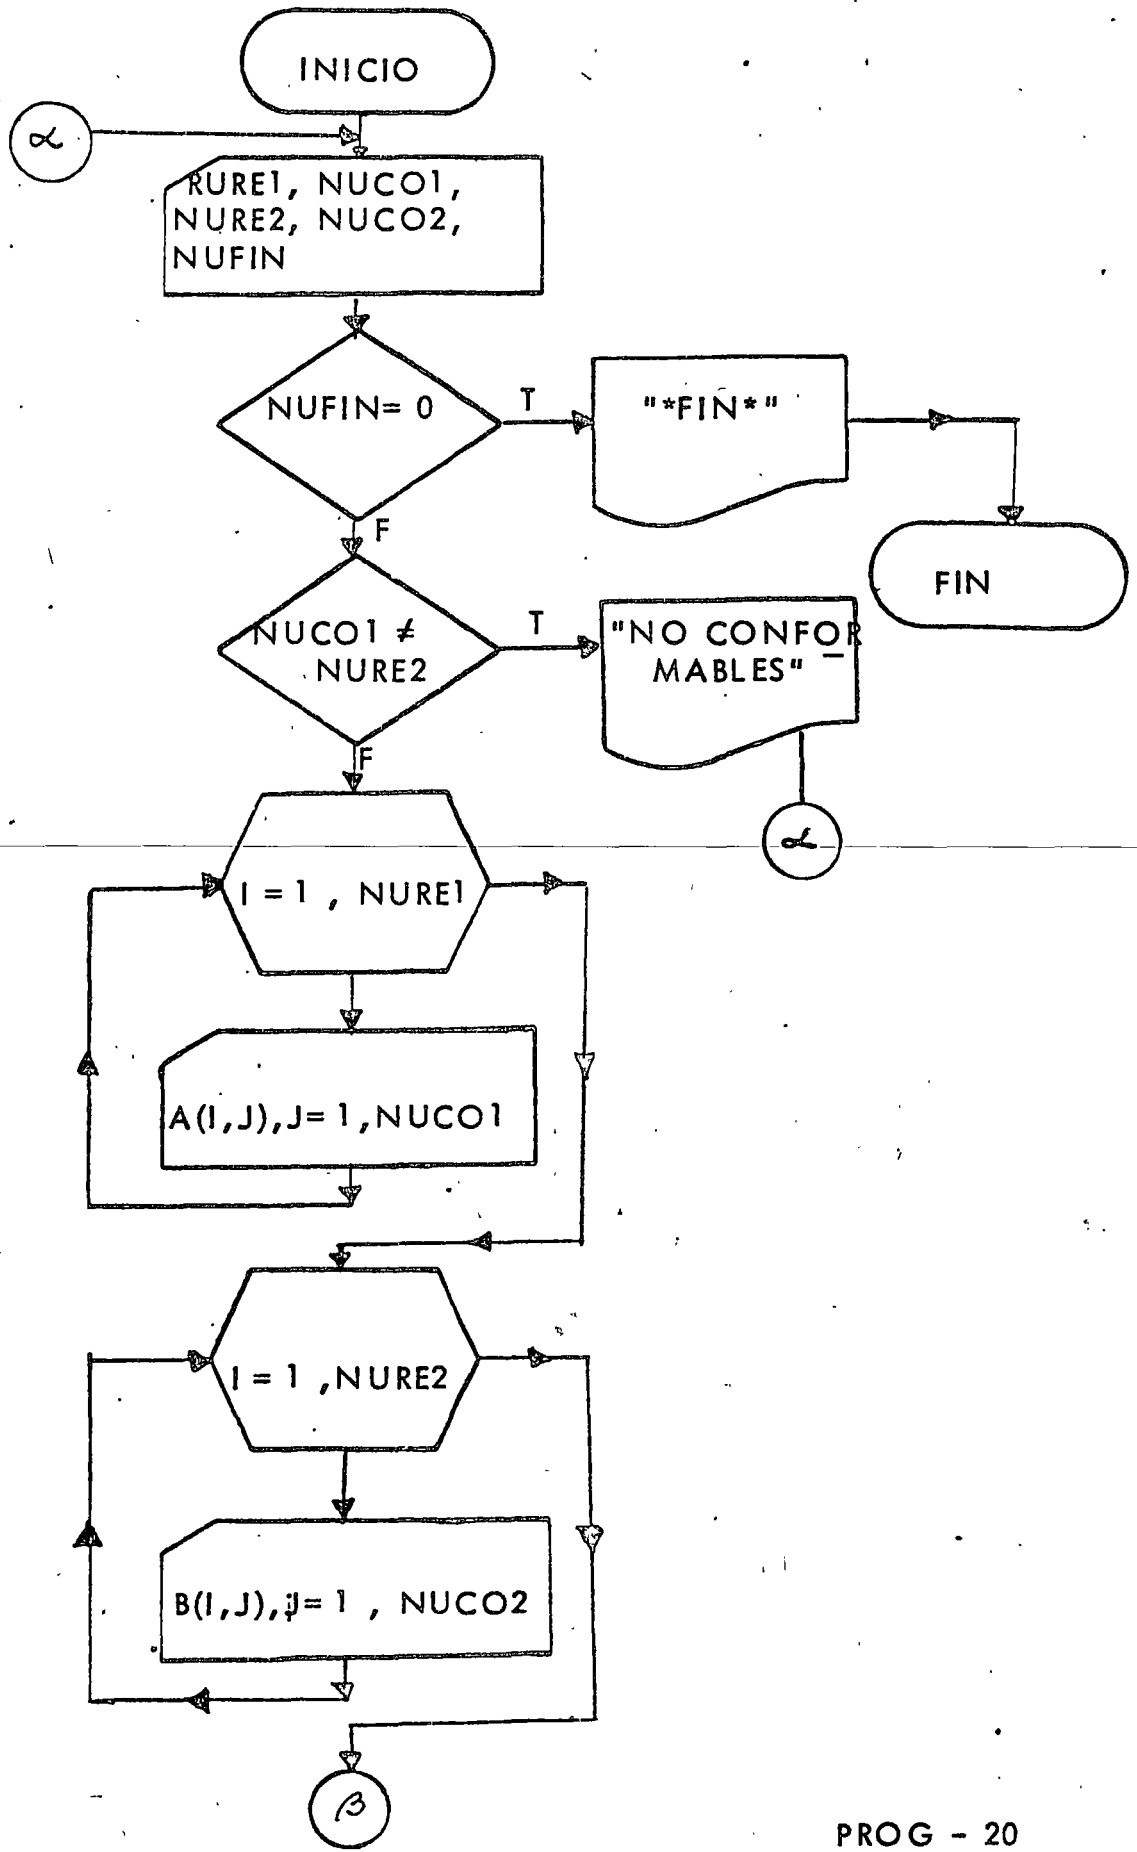 INICIO
∝
RURE1, NUCO1,
NURE2, NUCO2,
NUFIN
NUFIN= 0
T
"*FIN*"
F
FIN
NUCO1 ≠
NURE2
T
"NO CONFOR
MABLES"
F
∝
I = 1 , NURE1
A(I,J),J= 1,NUCO1
I = 1 ,NURE2
B(I,J),J= 1 , NUCO2
β
PROG - 20